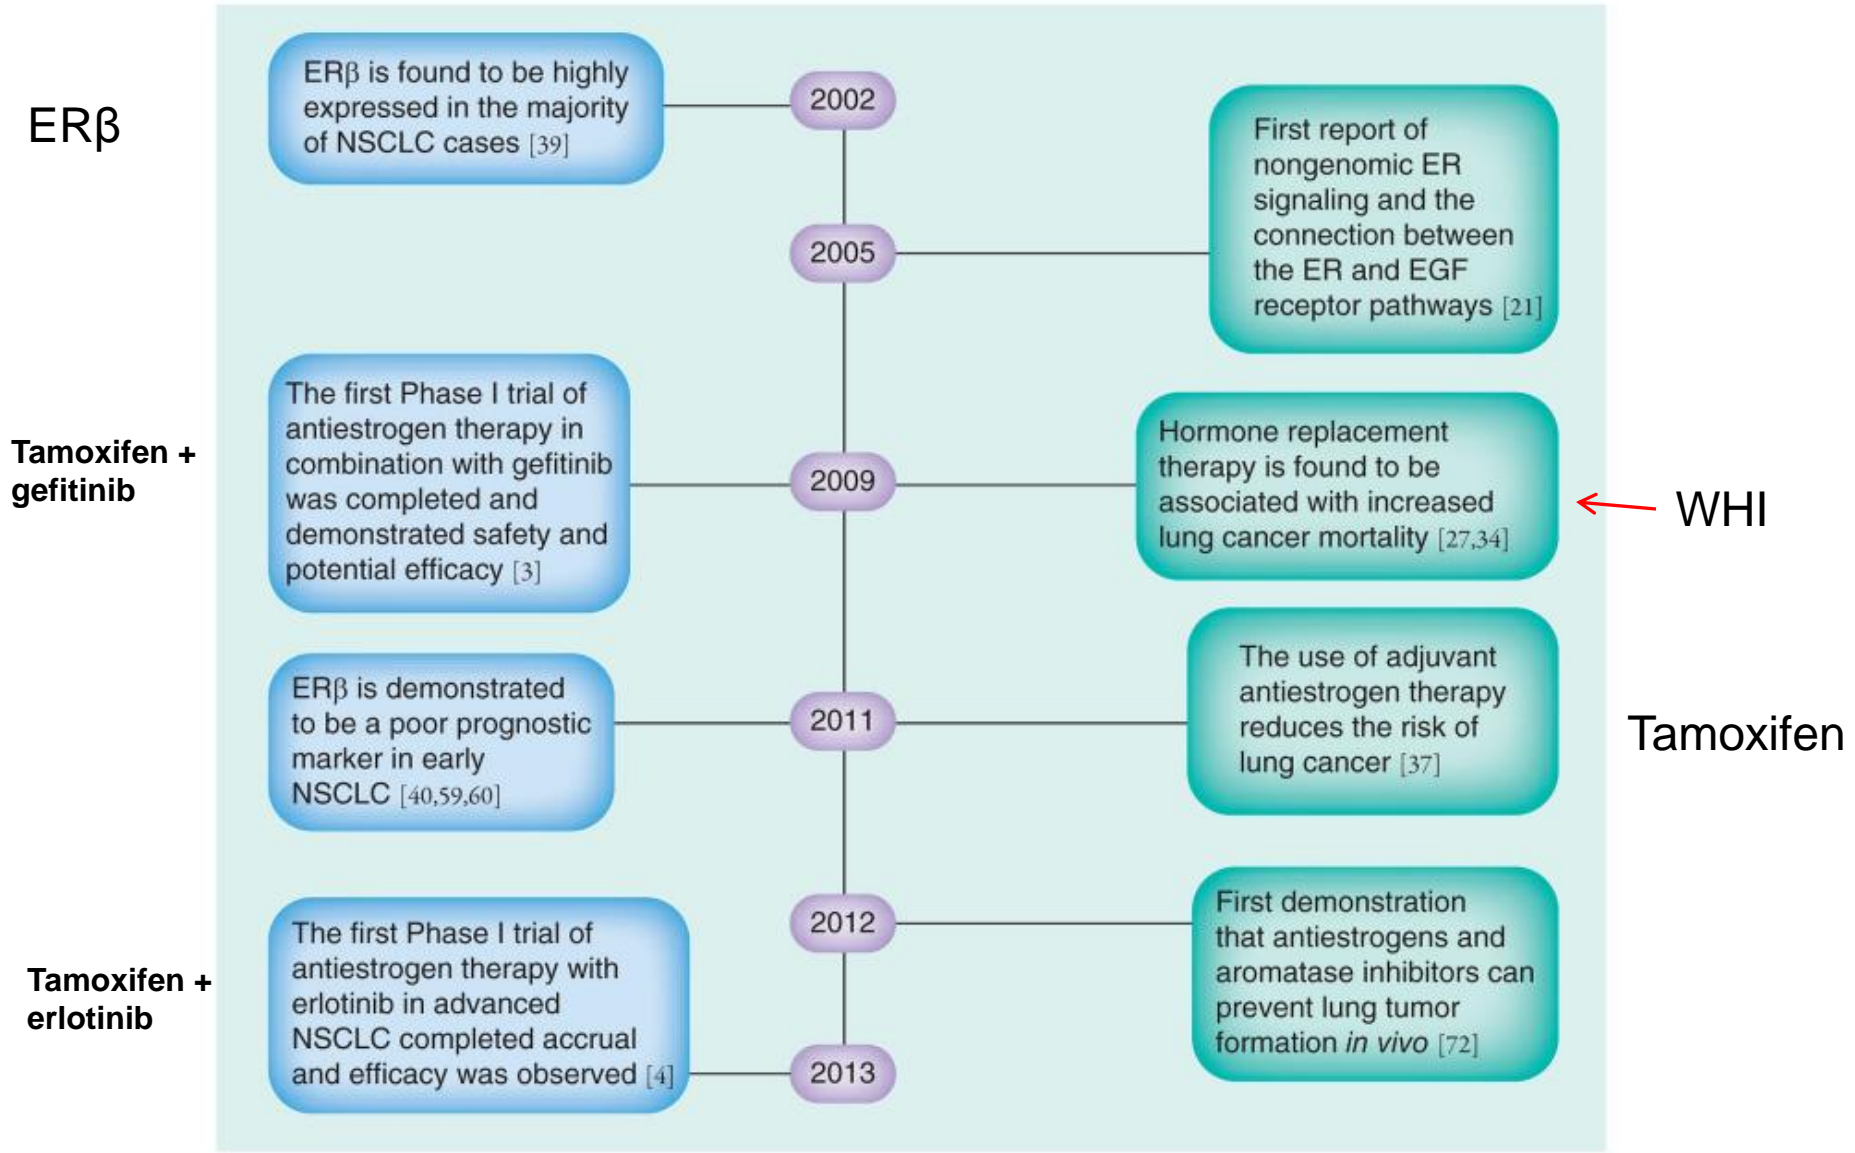 ERβ
ERβ is found to be highly
expressed in the majority
of NSCLC cases [39]
2002
First report of
nongenomic ER
signaling and the
connection between
the ER and EGF
receptor pathways [21]
2005
Tamoxifen +
gefitinib
The first Phase I trial of
antiestrogen therapy in
combination with gefitinib
was completed and
demonstrated safety and
potential efficacy [3]
2009
Hormone replacement
therapy is found to be
associated with increased
lung cancer mortality [27,34]
WHI
ERβ is demonstrated
to be a poor prognostic
marker in early
NSCLC [40,59,60]
2011
The use of adjuvant
antiestrogen therapy
reduces the risk of
lung cancer [37]
Tamoxifen
2012
First demonstration
that antiestrogens and
aromatase inhibitors can
prevent lung tumor
formation in vivo [72]
Tamoxifen +
erlotinib
The first Phase I trial of
antiestrogen therapy with
erlotinib in advanced
NSCLC completed accrual
and efficacy was observed [4]
2013